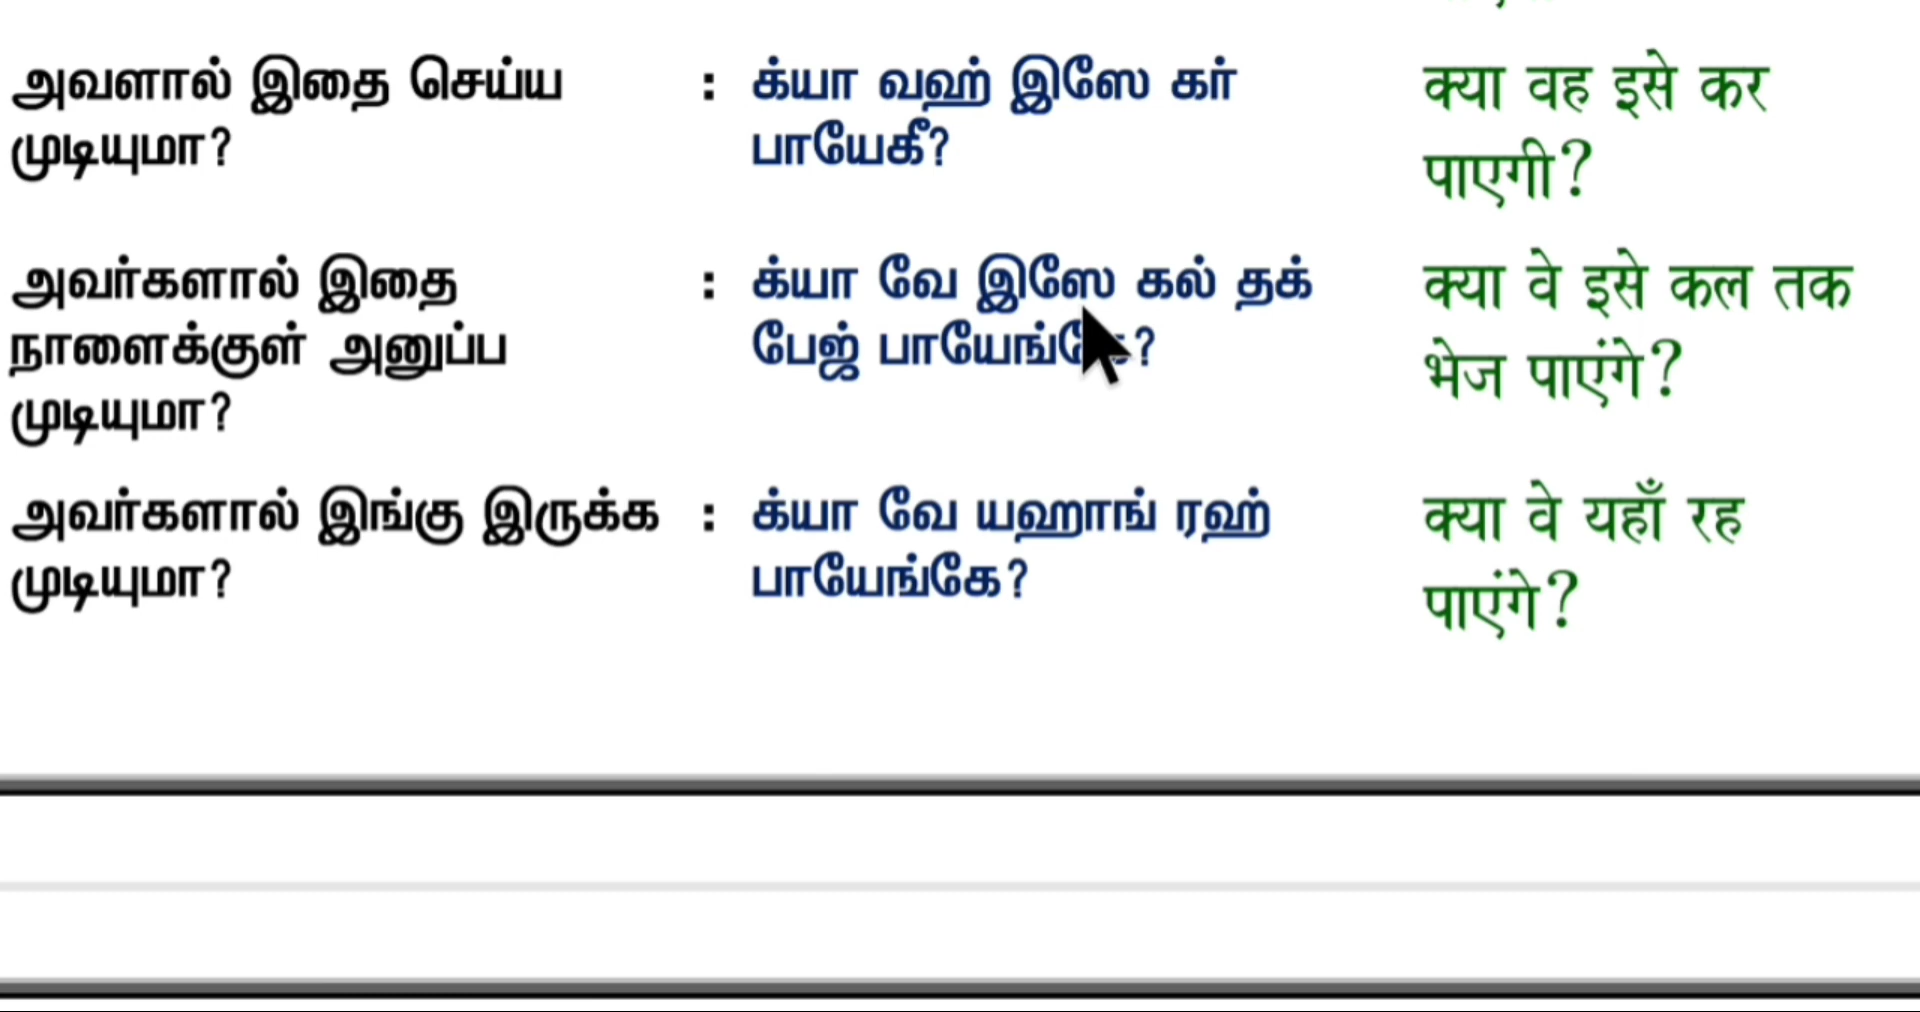 அவளால் இதை செய்ய : க்யா வஹ் இஸே கர் क्या वह इसे कर
முடியுமா? பாயேகீ? पाएगी?
அவர்களால் இதை : க்யா வே இஸே கல் தக் क्या वे इसे कल तक
நாளைக்குள் அனுப்ப பேஜ் பாயேங்கே? भेज पाएंगे?
முடியுமா?
அவர்களால் இங்கு இருக்க : க்யா வே யஹாங் ரஹ் क्या वे यहाँ रह
முடியுமா? பாயேங்கே? पाएंगे?